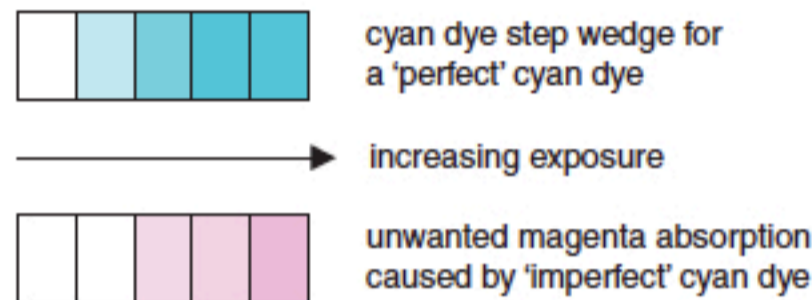 cyan dye step wedge for
a ‘perfect’ cyan dye
increasing exposure
unwanted magenta absorption
caused by ‘imperfect’ cyan dye